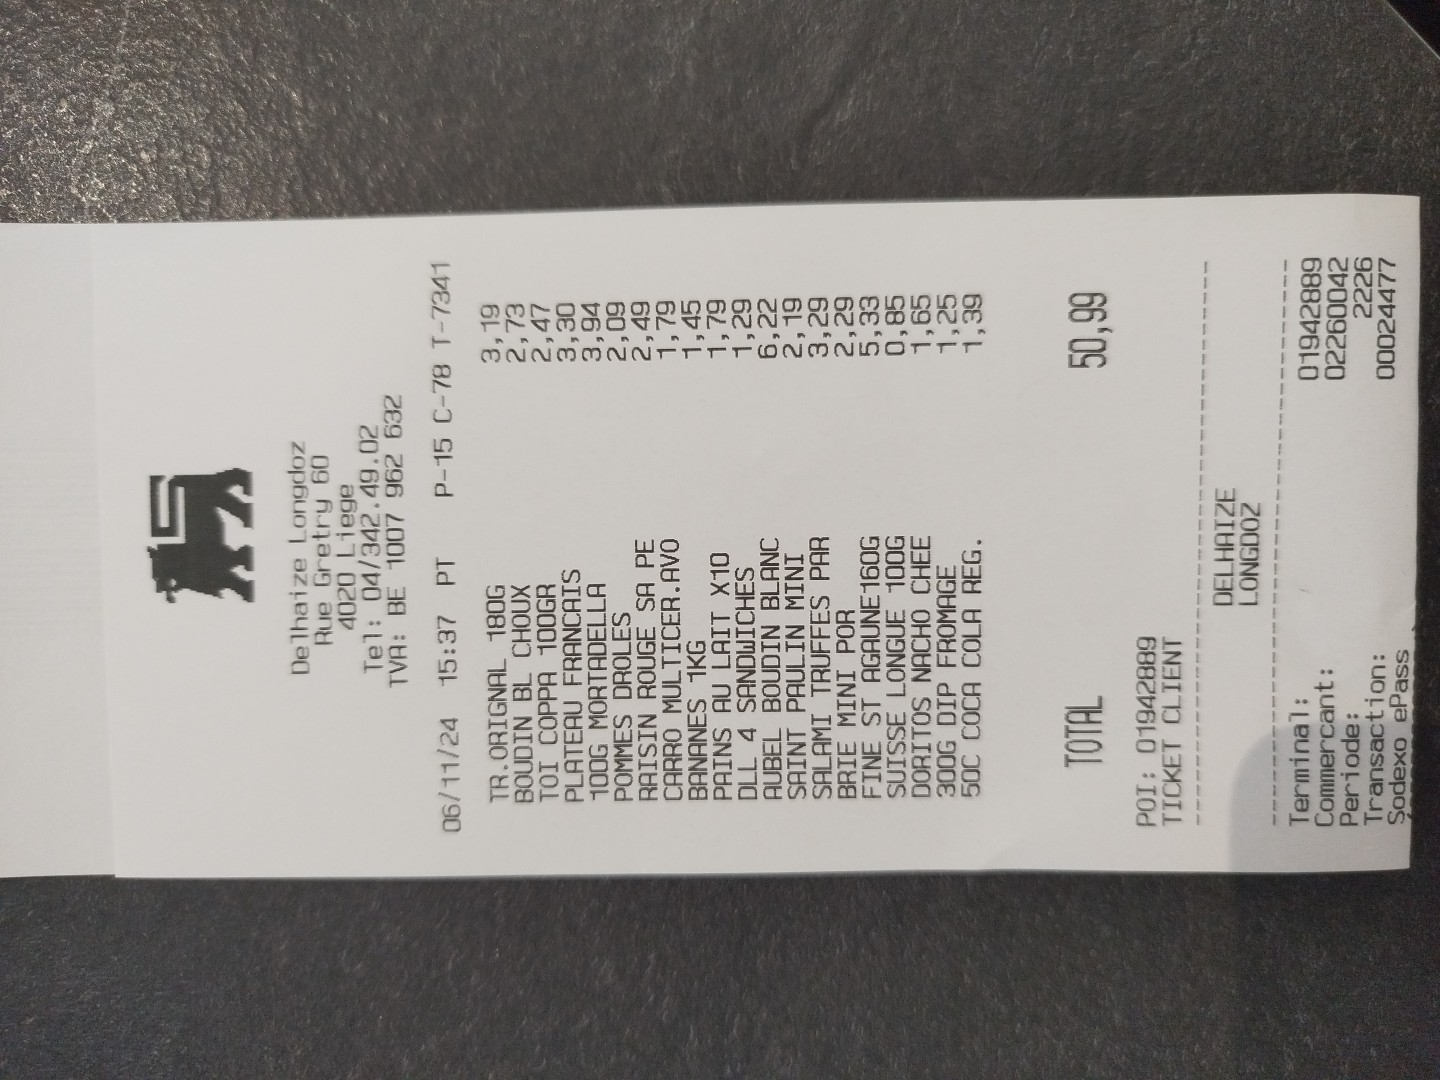 Delhaize Longdoz
Rue Gretry 60
4020 Liege
Tel: 04/342.49.02
TVA: BE 1007 962 632
06/11/24 15:37 PT P-15 C-78 T-7341
TR.ORIGNAL 180G 3,19
BOUDIN BL CHOUX 2,73
TOI COPPA 100GR 2,47
PLATEAU FRANCAIS 3,30
100G MORTADELLA 3,94
POMMES DROLES 2,09
RAISIN ROUGE SA PE 2,49
CARRO MULTICER.AVO 1,79
BANANES 1KG 1,45
PAINS AU LAIT X10 1,79
DLL 4 SANDWICHES 1,29
AUBEL BOUDIN BLANC 6,22
SAINT PAULIN MINI 2,19
SALAMI TRUFFES PAR 3,29
BRIE MINI POR 2,29
FINE ST AGAUNE160G 5,33
SUISSE LONGUE 100G 0,85
DORITOS NACHO CHEE 1,65
300G DIP FROMAGE 1,25
50C COCA COLA REG. 1,39
TOTAL 50,99
POI: 01942889
TICKET CLIENT
DELHAIZE
LONGDOZ
Terminal: 01942889
Commercant: 02260042
Periode: 2226
Transaction: 00024477
Sodexo ePass